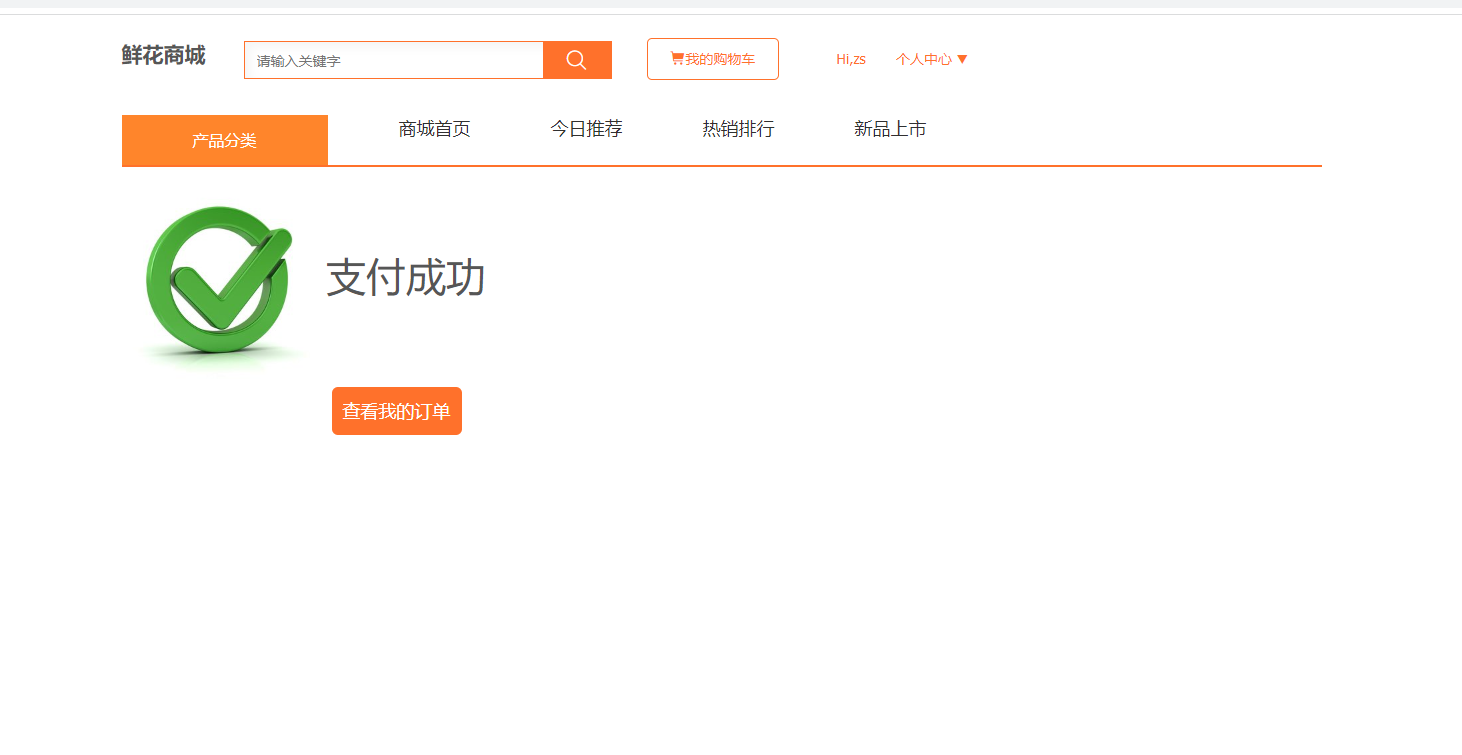 鲜花商城
请输入关键字
我的购物车
Hi,zs
个人中心 ▼
产品分类
商城首页
今日推荐
热销排行
新品上市
支付成功
查看我的订单